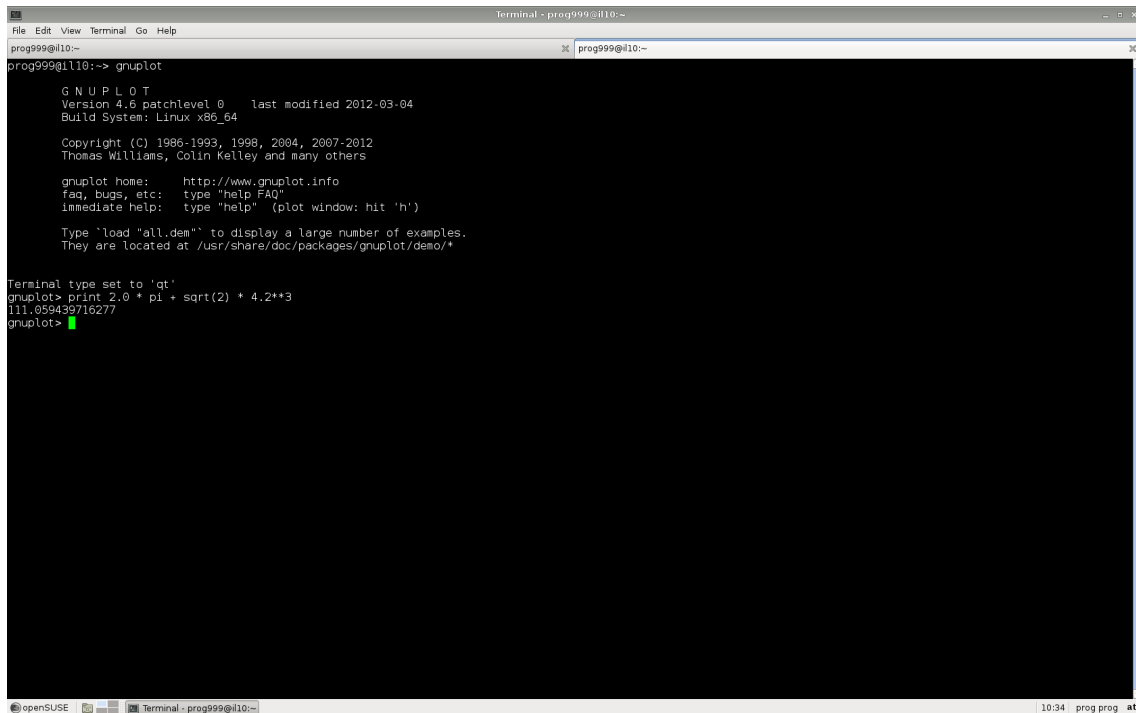 Terminal - prog999@il10:~
File Edit View Terminal Go Help
prog999@il10:~
prog999@il10:~
prog999@il10:~> gnuplot
G N U P L O T
Version 4.6 patchlevel 0    last modified 2012-03-04
Build System: Linux x86_64
Copyright (C) 1986-1993, 1998, 2004, 2007-2012
Thomas Williams, Colin Kelley and many others
gnuplot home:     http://www.gnuplot.info
faq, bugs, etc:   type "help FAQ"
immediate help:   type "help"  (plot window: hit 'h')
Type `load "all.dem"` to display a large number of examples.
They are located at /usr/share/doc/packages/gnuplot/demo/*
Terminal type set to 'qt'
gnuplot> print 2.0 * pi + sqrt(2) * 4.2**3
111.059439716277
gnuplot>
openSUSE
Terminal - prog999@il10:~
10:34 prog prog at